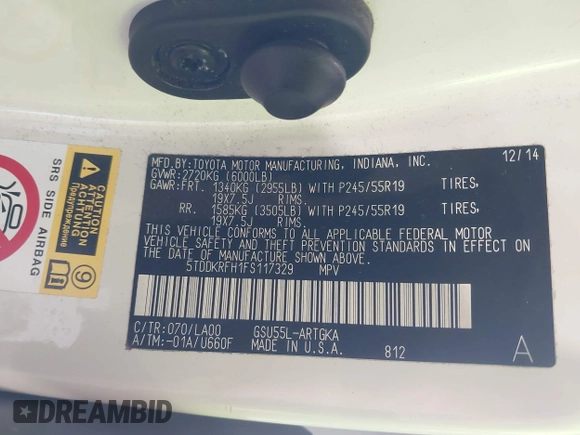 MFD.BY:TOYOTA MOTOR MANUFACTURING, INDIANA, INC. 12/14
GVWR:2720KG (6000LB)
GAWR:FRT. 1340KG (2955LB) WITH P245/55R19 TIRES,
19X7.5J RIMS.
RR. 1585KG (3505LB) WITH P245/55R19 TIRES,
19X7.5J RIMS.
THIS VEHICLE CONFORMS TO ALL APPLICABLE FEDERAL MOTOR
VEHICLE SAFETY AND THEFT PREVENTION STANDARDS IN EFFECT
ON THE DATE OF MANUFACTURE SHOWN ABOVE.
5TDDKRFH1FS117329 MPV
C/TR:070/LA00 GSU55L-ARTGKA
A/TM:-01A/U660F MADE IN U.S.A. 812 A
SRS SIDE AIRBAG
CAUTION
ATTENTION
Предупреждение
9
DREAMBID